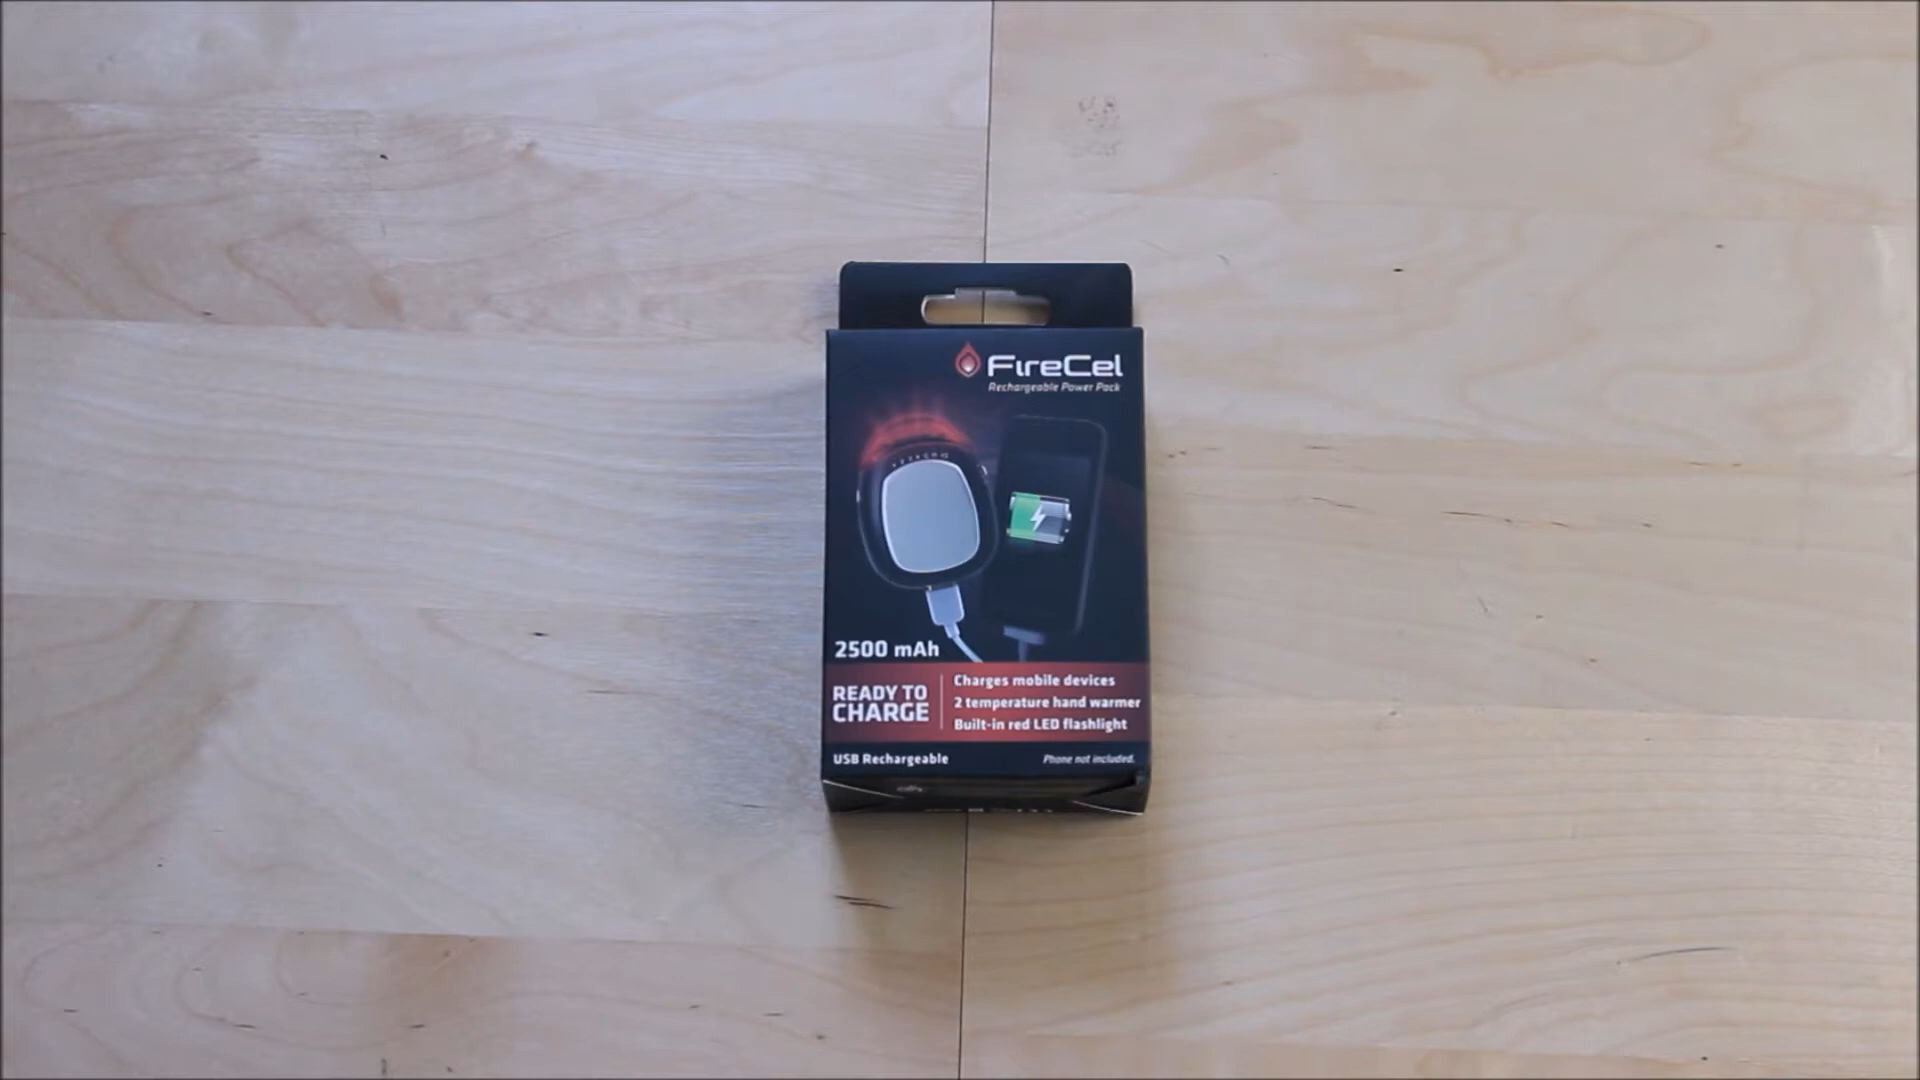 FireCel
Rechargeable Power Pack
2500 mAh
READY TO
CHARGE
Charges mobile devices
2 temperature hand warmer
Built-in red LED flashlight
USB Rechargeable
Phone not included.